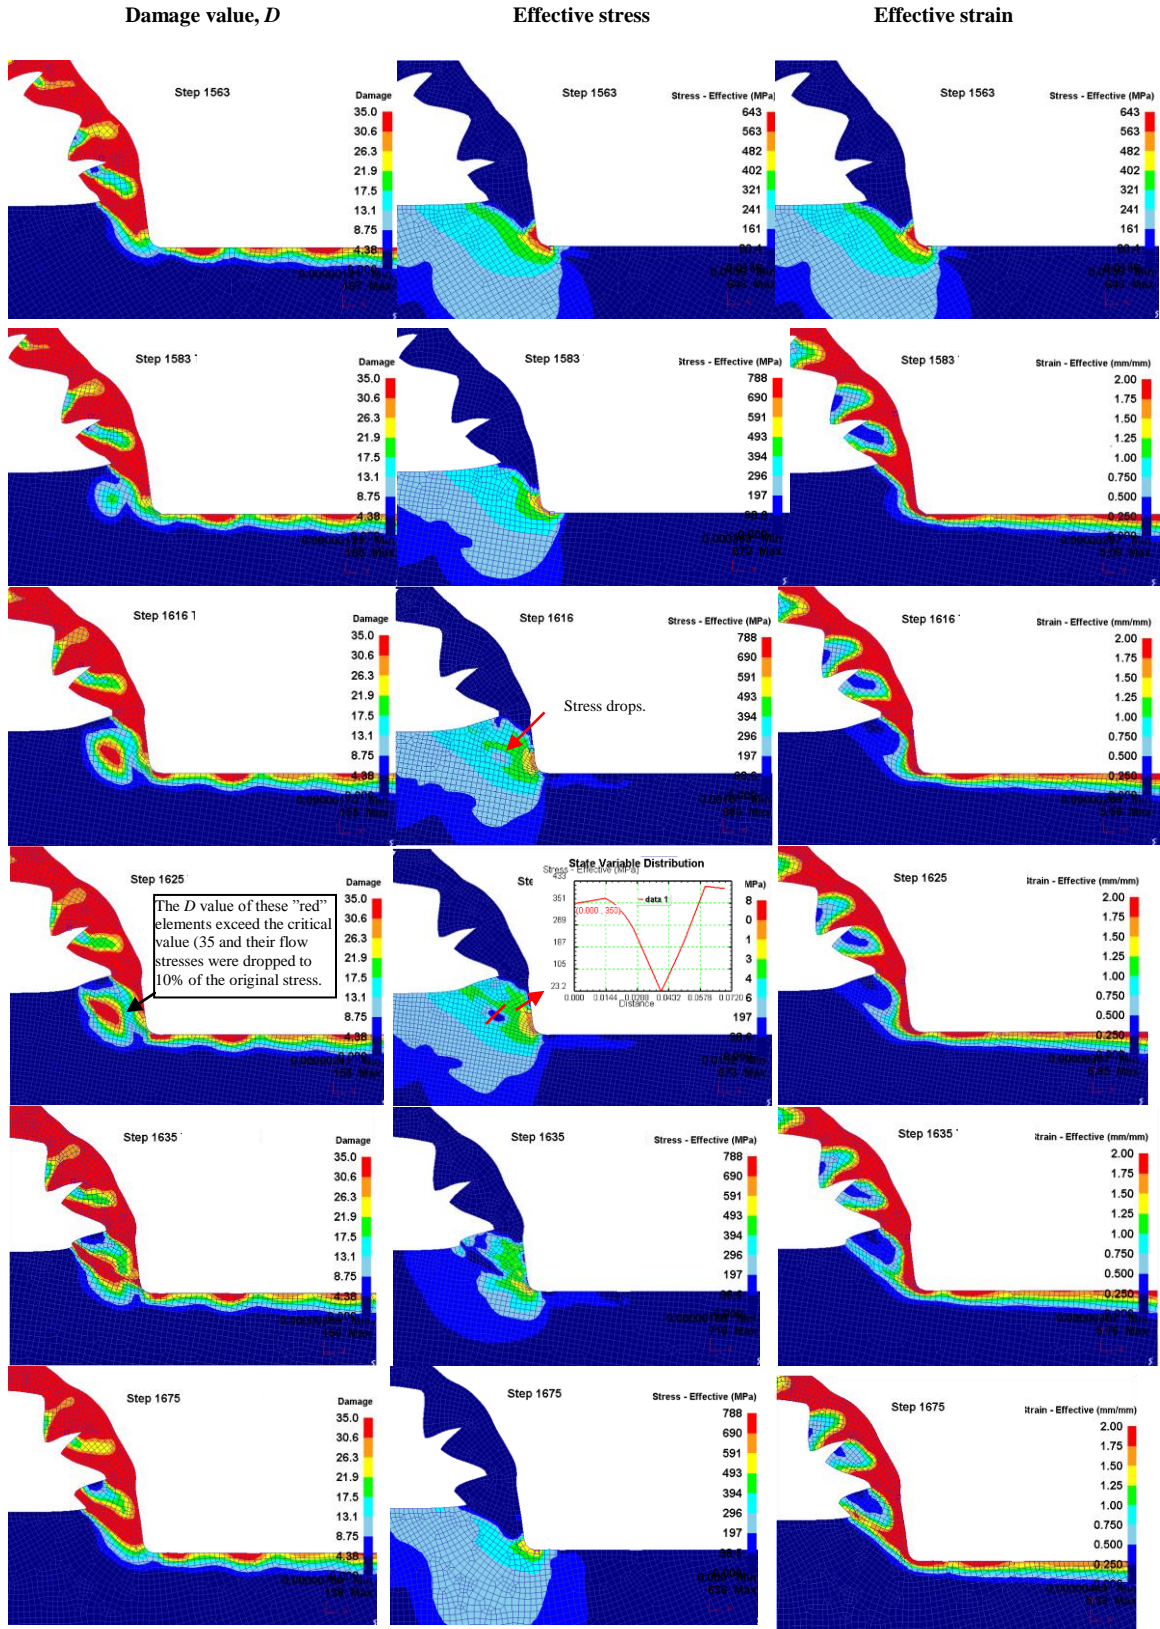 Damage value, D
Effective stress
Effective strain
Step 1563
Damage
35.0
30.6
26.3
21.9
17.5
13.1
8.75
4.38
Step 1563
Stress - Effective (MPa)
643
563
482
402
321
241
161
Step 1563
Stress - Effective (MPa)
643
563
482
402
321
241
161
Step 1583
Damage
35.0
30.6
26.3
21.9
17.5
13.1
8.75
4.38
Step 1583
Stress - Effective (MPa)
788
690
591
493
394
296
197
Step 1583
Strain - Effective (mm/mm)
2.00
1.75
1.50
1.25
1.00
0.750
0.500
0.250
Step 1616
Damage
35.0
30.6
26.3
21.9
17.5
13.1
8.75
4.38
Step 1616
Stress - Effective (MPa)
788
690
591
493
394
296
197
Stress drops.
Step 1616
Strain - Effective (mm/mm)
2.00
1.75
1.50
1.25
1.00
0.750
0.500
0.250
Step 1625
Damage
35.0
30.6
26.3
21.9
17.5
13.1
8.75
4.38
The D value of these ”red”
elements exceed the critical
value (35 and their flow
stresses were dropped to
10% of the original stress.
State Variable Distribution
Stress - Effective (MPa)
433
351
289
187
105
23.2
(0.000 , 350)
data 1
0.000 0.0144 0.0288 0.0432 0.0576 0.0720
Distance
MPa)
8
0
1
3
4
6
197
Step 1625
Strain - Effective (mm/mm)
2.00
1.75
1.50
1.25
1.00
0.750
0.500
0.250
Step 1635
Damage
35.0
30.6
26.3
21.9
17.5
13.1
8.75
4.38
Step 1635
Stress - Effective (MPa)
788
690
591
493
394
296
197
Step 1635
train - Effective (mm/mm)
2.00
1.75
1.50
1.25
1.00
0.750
0.500
0.250
Step 1675
Damage
35.0
30.6
26.3
21.9
17.5
13.1
8.75
4.38
Step 1675
Stress - Effective (MPa)
788
690
591
493
394
296
197
Step 1675
train - Effective (mm/mm)
2.00
1.75
1.50
1.25
1.00
0.750
0.500
0.250